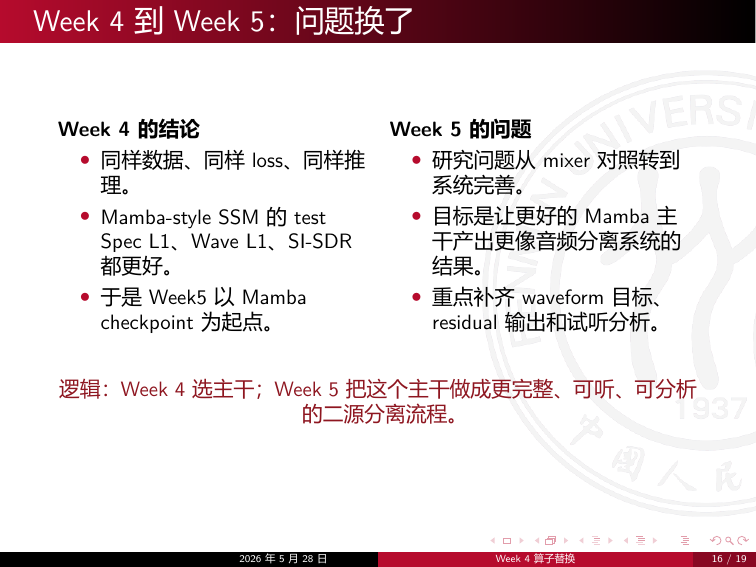 Week 4 到 Week 5：问题换了
Week 4 的结论
同样数据、同样 loss、同样推
理。
Mamba-style SSM 的 test
Spec L1、Wave L1、SI-SDR
都更好。
于是 Week5 以 Mamba
checkpoint 为起点。
Week 5 的问题
研究问题从 mixer 对照转到
系统完善。
目标是让更好的 Mamba 主
干产出更像音频分离系统的
结果。
重点补齐 waveform 目标、
residual 输出和试听分析。
逻辑：Week 4 选主干；Week 5 把这个主干做成更完整、可听、可分析
的二源分离流程。
UNIVERS
1937
中国人民
2026 年 5 月 28 日
Week 4 算子替换
16 / 19